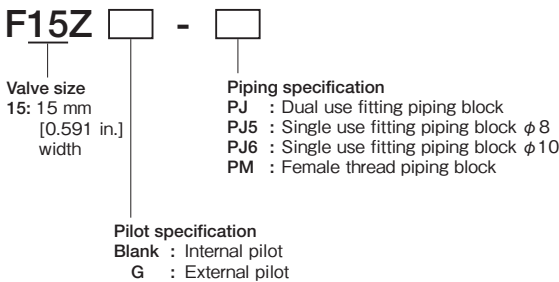 F15Z -
Valve size
15: 15 mm
[0.591 in.]
width
Piping specification
PJ : Dual use fitting piping block
PJ5 : Single use fitting piping block φ8
PJ6 : Single use fitting piping block φ10
PM : Female thread piping block
Pilot specification
Blank : Internal pilot
G : External pilot